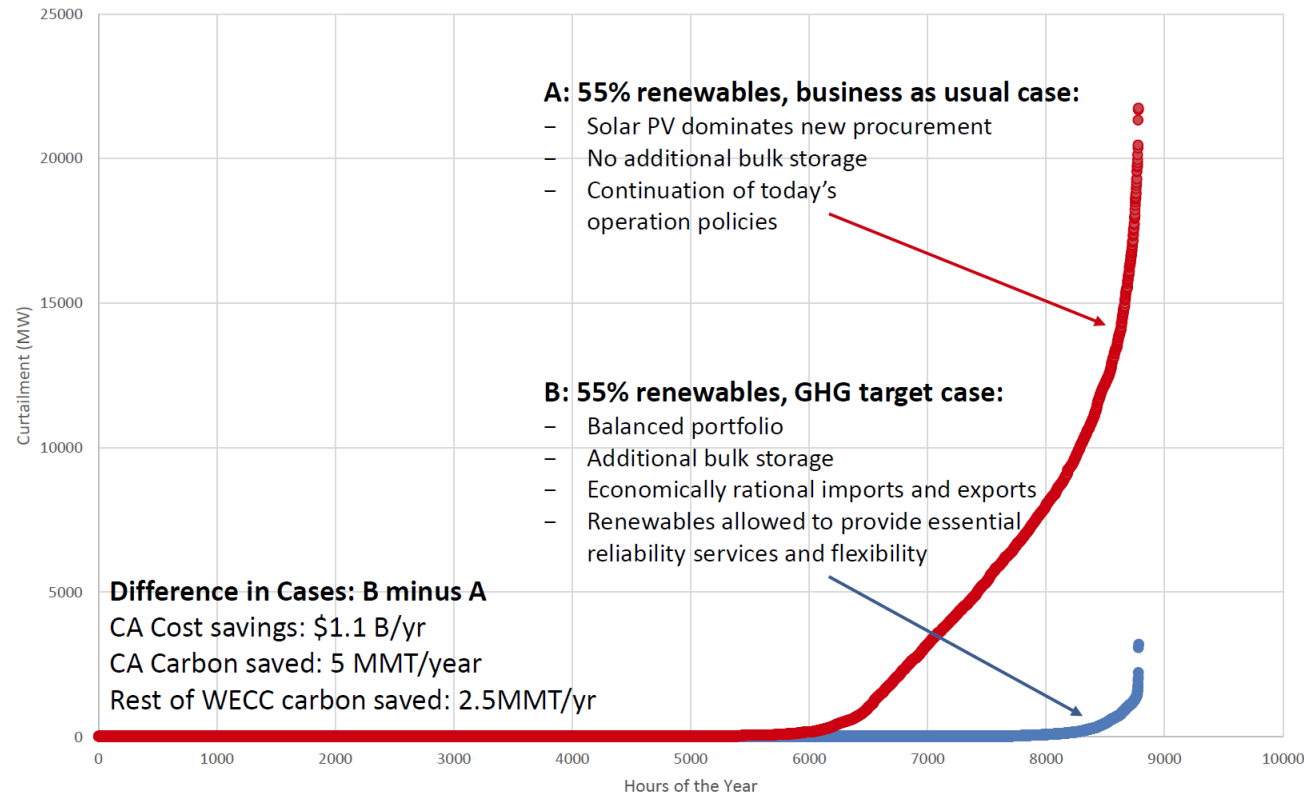 25000
20000
15000
10000
5000
0
Curtailment (MW)
A: 55% renewables, business as usual case:
– Solar PV dominates new procurement
– No additional bulk storage
– Continuation of today's
operation policies
B: 55% renewables, GHG target case:
– Balanced portfolio
– Additional bulk storage
– Economically rational imports and exports
– Renewables allowed to provide essential
reliability services and flexibility
Difference in Cases: B minus A
CA Cost savings: $1.1 B/yr
CA Carbon saved: 5 MMT/year
Rest of WECC carbon saved: 2.5MMT/yr
0 1000 2000 3000 4000 5000 6000 7000 8000 9000 10000
Hours of the Year